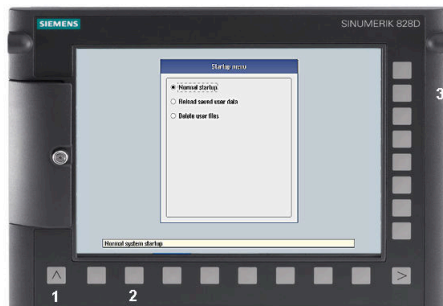 SIEMENS
SINUMERIK 828D
Startup menu
Normal startup
Reload saved user data
Delete user files
Normal system startup
3
1
2